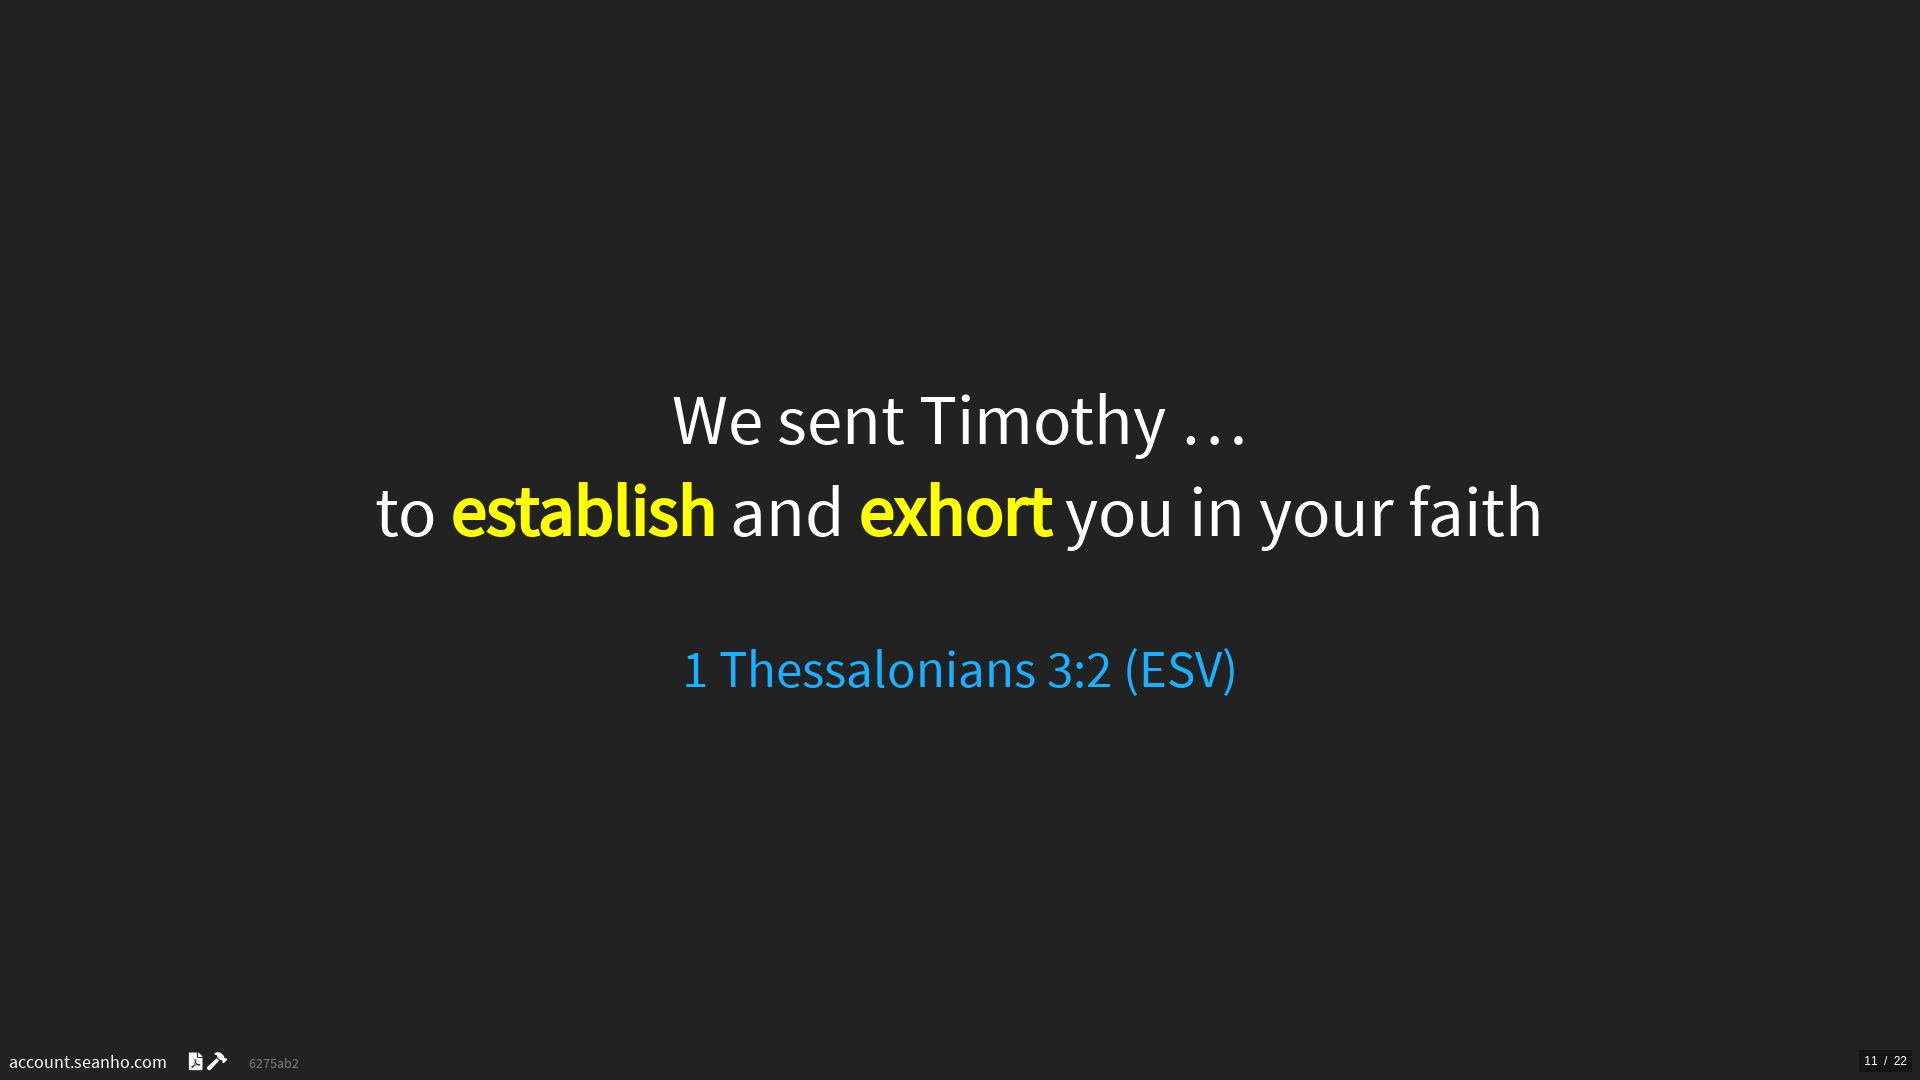 We sent Timothy …
to establish and exhort you in your faith
1 Thessalonians 3:2 (ESV)
account.seanho.com 6275ab2
11 / 22